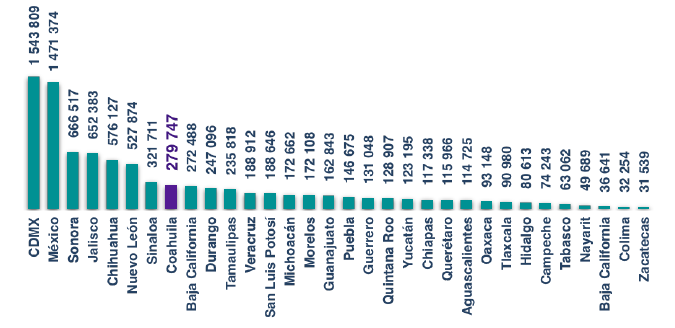 1 543 809
1 471 374
666 517
652 383
576 127
527 874
321 711
279 747
272 488
247 096
235 818
188 912
188 646
172 662
172 108
162 843
146 675
131 048
128 907
123 195
117 338
115 966
114 725
93 148
90 980
80 613
74 243
63 062
49 689
36 641
32 254
31 539
CDMX
México
Sonora
Jalisco
Chihuahua
Nuevo León
Sinaloa
Coahuila
Baja California
Durango
Tamaulipas
Veracruz
San Luis Potosí
Michoacán
Morelos
Guanajuato
Puebla
Guerrero
Quintana Roo
Yucatán
Chiapas
Querétaro
Aguascalientes
Oaxaca
Tlaxcala
Hidalgo
Campeche
Tabasco
Nayarit
Baja California
Colima
Zacatecas